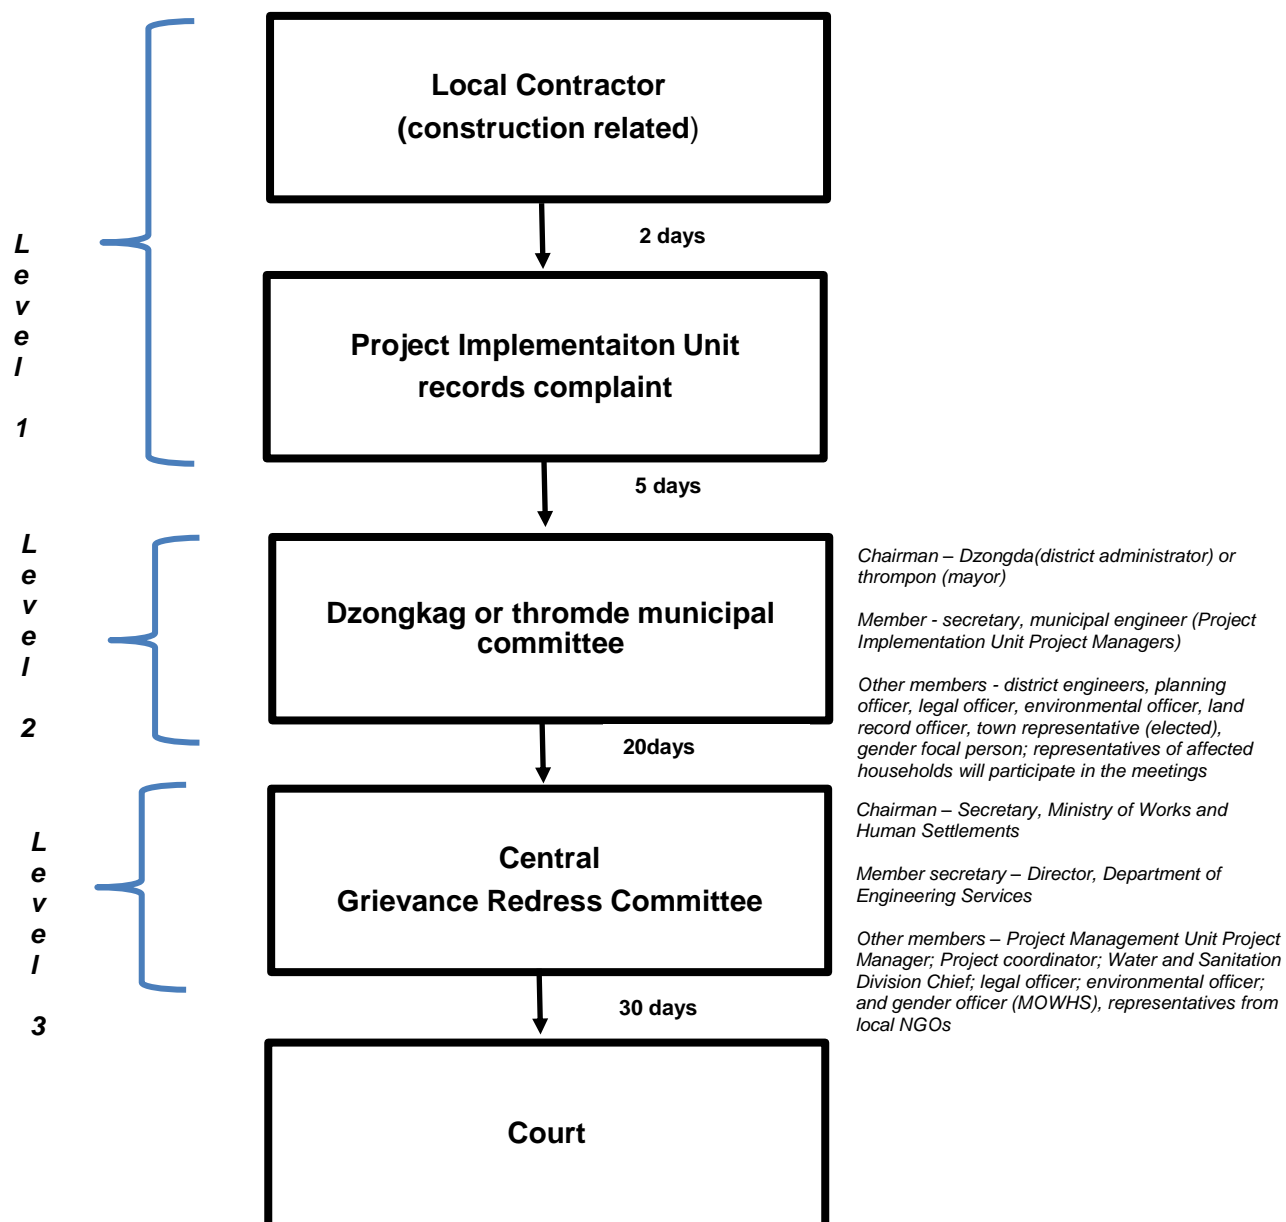 Local Contractor
(construction related)
2 days
Level 1
Project Implementaiton Unit
records complaint
5 days
Level 2
Dzongkag or thromde municipal
committee
Chairman – Dzongda(district administrator) or
thrompon (mayor)
Member - secretary, municipal engineer (Project
Implementation Unit Project Managers)
Other members - district engineers, planning
officer, legal officer, environmental officer, land
record officer, town representative (elected),
gender focal person; representatives of affected
households will participate in the meetings
20days
Level 3
Central
Grievance Redress Committee
Chairman – Secretary, Ministry of Works and
Human Settlements
Member secretary – Director, Department of
Engineering Services
Other members – Project Management Unit Project
Manager; Project coordinator; Water and Sanitation
Division Chief; legal officer; environmental officer;
and gender officer (MOWHS), representatives from
local NGOs
30 days
Court